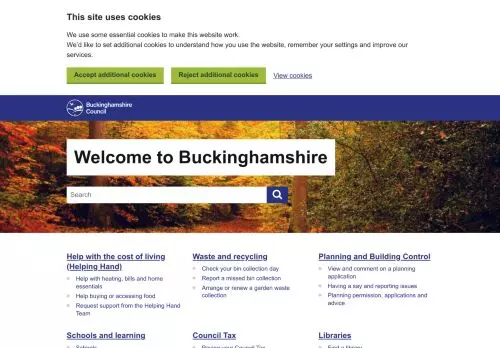 This site uses cookies
We use some essential cookies to make this website work.
We'd like to set additional cookies to understand how you use the website, remember your settings and improve our
services.
Accept additional cookies
Reject additional cookies
View cookies
Buckinghamshire
Council
Welcome to Buckinghamshire
Search
Help with the cost of living
(Helping Hand)
Help with heating, bills and home
essentials
Help buying or accessing food
Request support from the Helping Hand
Team
Waste and recycling
Check your bin collection day
Report a missed bin collection
Arrange or renew a garden waste
collection
Planning and Building Control
View and comment on a planning
application
Having a say and reporting issues
Planning permission, applications and
advice
Schools and learning
Schools
Council Tax
Council Tax
Libraries
Find a library